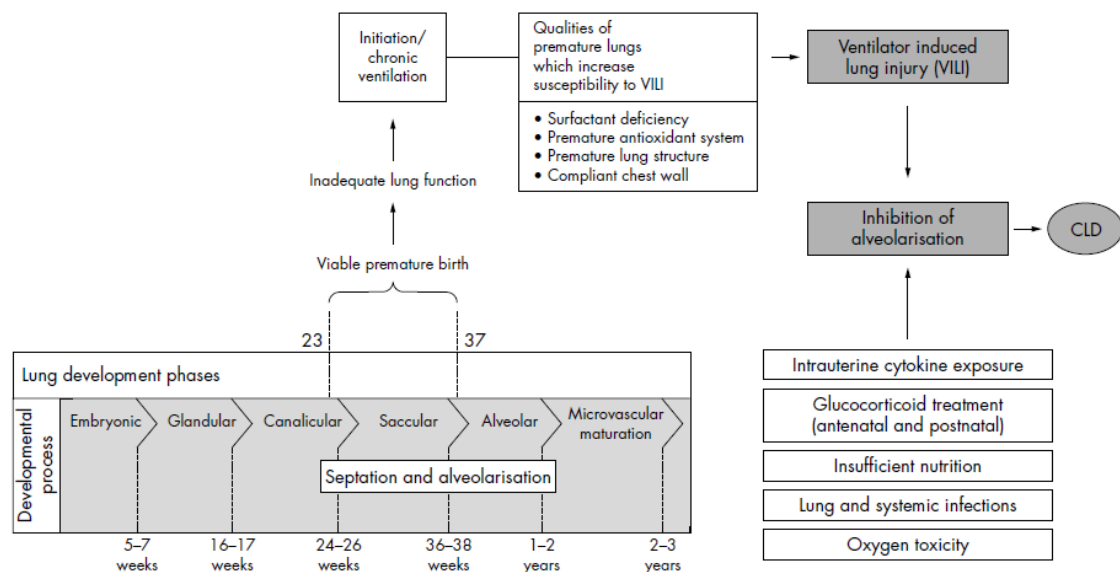 Initiation/
chronic
ventilation
Qualities of
premature lungs
which increase
susceptibility to VILI
• Surfactant deficiency
• Premature antioxidant system
• Premature lung structure
• Compliant chest wall
Ventilator induced
lung injury (VILI)
Inadequate lung function
Inhibition of
alveolarisation
CLD
Viable premature birth
23
37
Lung development phases
Developmental
process
Embryonic
Glandular
Canalicular
Saccular
Alveolar
Microvascular
maturation
Septation and alveolarisation
5–7
weeks
16–17
weeks
24–26
weeks
36–38
weeks
1–2
years
2–3
years
Intrauterine cytokine exposure
Glucocorticoid treatment
(antenatal and postnatal)
Insufficient nutrition
Lung and systemic infections
Oxygen toxicity